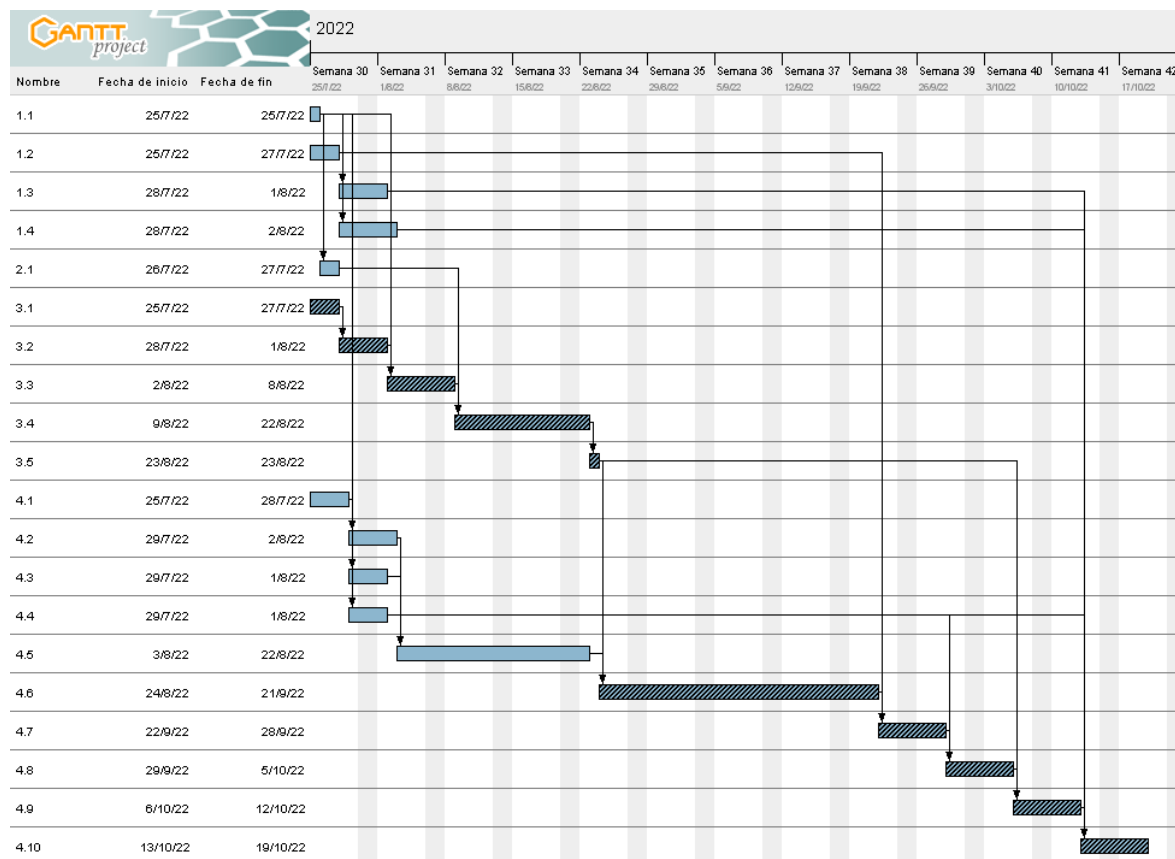 GANTT
project
2022
Nombre Fecha de inicio Fecha de fin
Semana 30 Semana 31 Semana 32 Semana 33 Semana 34 Semana 35 Semana 36 Semana 37 Semana 38 Semana 39 Semana 40 Semana 41 Semana 42
25/7/22 1/8/22 8/8/22 15/8/22 22/8/22 29/8/22 5/9/22 12/9/22 19/9/22 26/9/22 3/10/22 10/10/22 17/10/22
1.1 25/7/22 25/7/22
1.2 25/7/22 27/7/22
1.3 28/7/22 1/8/22
1.4 28/7/22 2/8/22
2.1 26/7/22 27/7/22
3.1 25/7/22 27/7/22
3.2 28/7/22 1/8/22
3.3 2/8/22 8/8/22
3.4 9/8/22 22/8/22
3.5 23/8/22 23/8/22
4.1 25/7/22 28/7/22
4.2 29/7/22 2/8/22
4.3 29/7/22 1/8/22
4.4 29/7/22 1/8/22
4.5 3/8/22 22/8/22
4.6 24/8/22 21/9/22
4.7 22/9/22 28/9/22
4.8 29/9/22 5/10/22
4.9 6/10/22 12/10/22
4.10 13/10/22 19/10/22